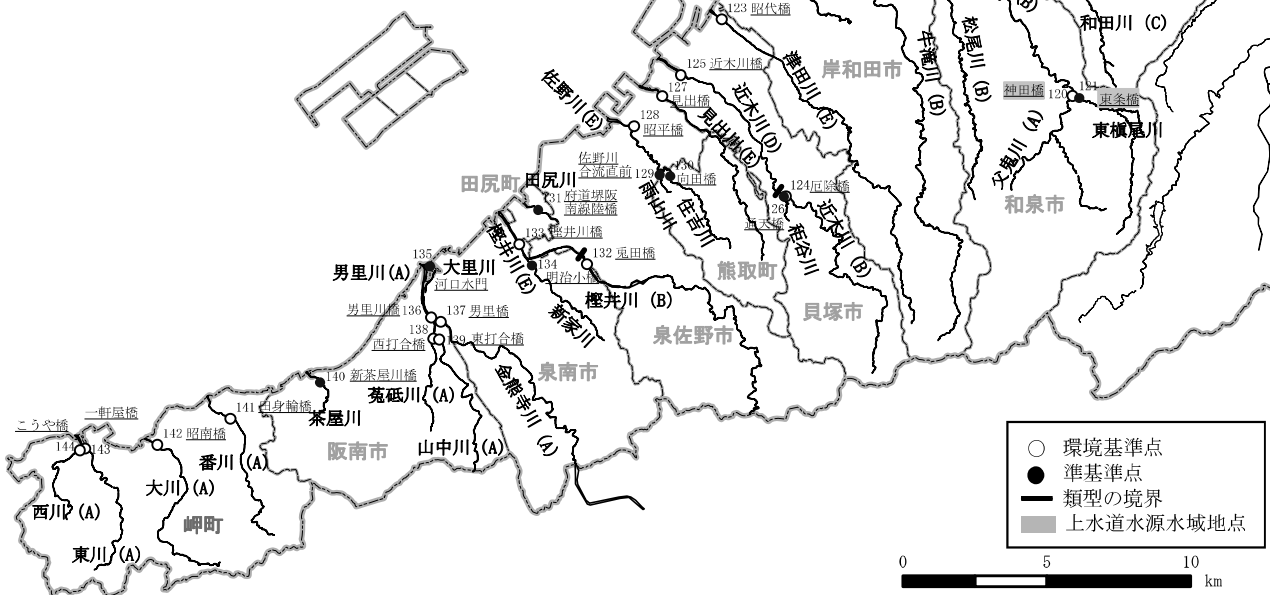 123 昭代橋
和田川 (C)
松尾川 (B)
牛滝川 (B)
津田川 (E)
岸和田市
125 近木川橋
近木川 (D)
127
見出橋
見出川 (E)
佐野川 (E)
128
昭平橋
神田橋
120
121
東条橋
東槇尾川
父鬼川 (A)
和泉市
佐野川
合流直前
129
130
向田橋
雨山川
住吉川
124 厄除橋
126
近木川 (B)
秬谷川
熊取町
貝塚市
田尻町
田尻川
131 府道堺阪
南線陸橋
133 樫井川橋
樫井川 (E)
132 兎田橋
134
明治小橋
樫井川 (B)
新家川
泉佐野市
135
男里川 (A)
大里川
河口水門
男里川橋 136
137 男里橋
138
西打合橋
139 東打合橋
泉南市
金熊寺川 (A)
菟砥川 (A)
山中川 (A)
140 新茶屋川橋
茶屋川
阪南市
141 田身輪橋
142 昭南橋
番川 (A)
大川 (A)
一軒屋橋
こうや橋
144
143
西川 (A)
東川 (A)
岬町
環境基準点
準基準点
類型の境界
上水道水源水域地点
0 5 10
km